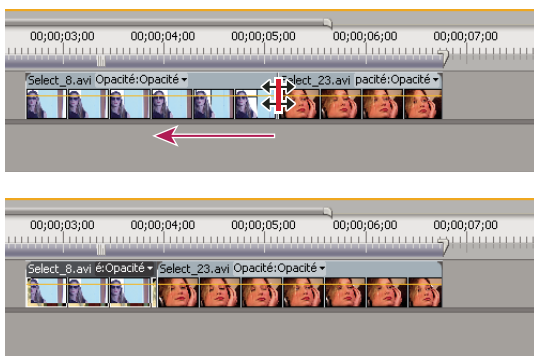 00;00;03;00 00;00;04;00 00;00;05;00 00;00;06;00 00;00;07;00
Select_8.avi Opacité:Opacité Select_23.avi pacité:Opacité
00;00;03;00 00;00;04;00 00;00;05;00 00;00;06;00 00;00;07;00
Select_8.avi é:Opacité Select_23.avi Opacité:Opacité